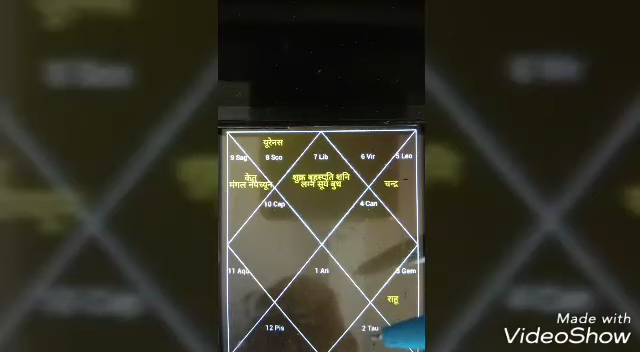 यूरेनस
9 Sag 8 Sco 7 Lib 6 Vir 5 Leo
केतु शुक्र बृहस्पति शनि
मंगल नेपच्यून लग्न सूर्य बुध चन्द्र
10 Cap 4 Can
11 Aqu 1 Ari 3 Gem
राहू
12 Pis 2 Tau
Made with
VideoShow